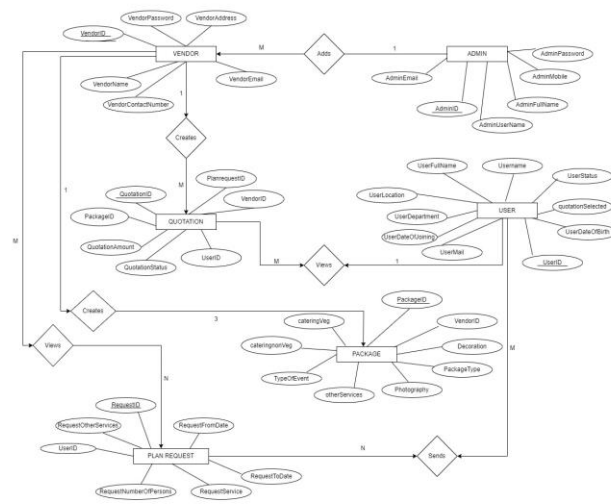 VendorPassword
VendorAddress
VendorID
VENDOR
M
Adds
1
ADMIN
AdminPassword
AdminMobile
AdminEmail
AdminFullName
AdminID
AdminUserName
VendorName
VendorContactNumber
VendorEmail
1
Creates
M
PlanrequestID
QuotationID
VendorID
PackageID
QUOTATION
QuotationAmount
UserID
QuotationStatus
UserFullName
Username
UserStatus
UserLocation
quotationSelected
UserDepartment
USER
UserDateOfJoining
UserDateOfBirth
UserMail
UserID
M
Views
1
1
M
Creates
3
Views
N
PackageID
cateringVeg
VendorID
cateringnonVeg
Decoration
PACKAGE
TypeOfEvent
PackageType
otherServices
Photography
M
RequestID
RequestOtherServices
RequestFromDate
UserID
PLAN REQUEST
N
Sends
RequestToDate
RequestNumberOfPersons
RequestService